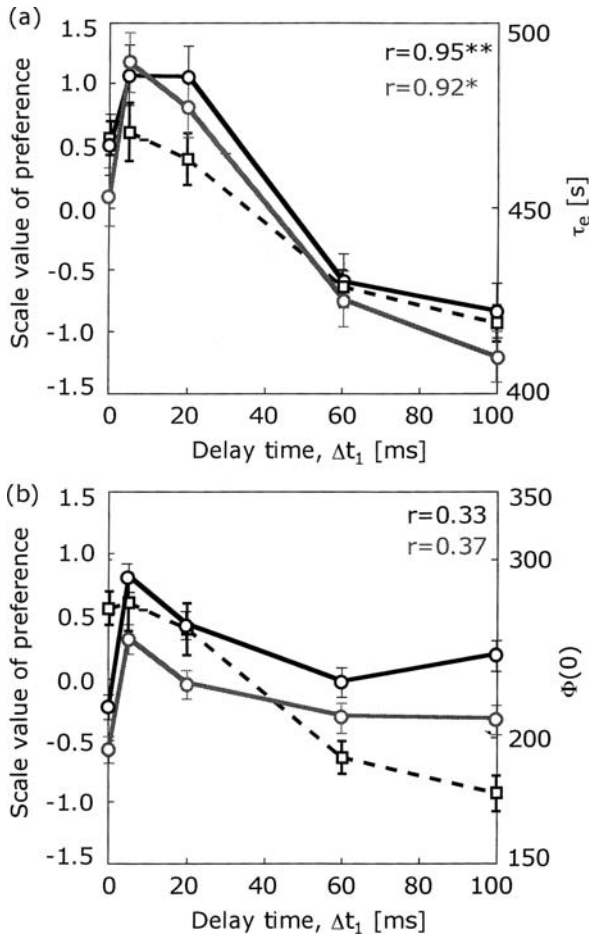 (a)
1.5
1.0
0.5
0.0
-0.5
-1.0
-1.5
Scale value of preference
500
450
400
τe [s]
r=0.95**
r=0.92*
0 20 40 60 80 100
Delay time, Δt1 [ms]
(b)
1.5
1.0
0.5
0.0
-0.5
-1.0
-1.5
Scale value of preference
350
300
200
150
Φ(0)
r=0.33
r=0.37
0 20 40 60 80 100
Delay time, Δt1 [ms]